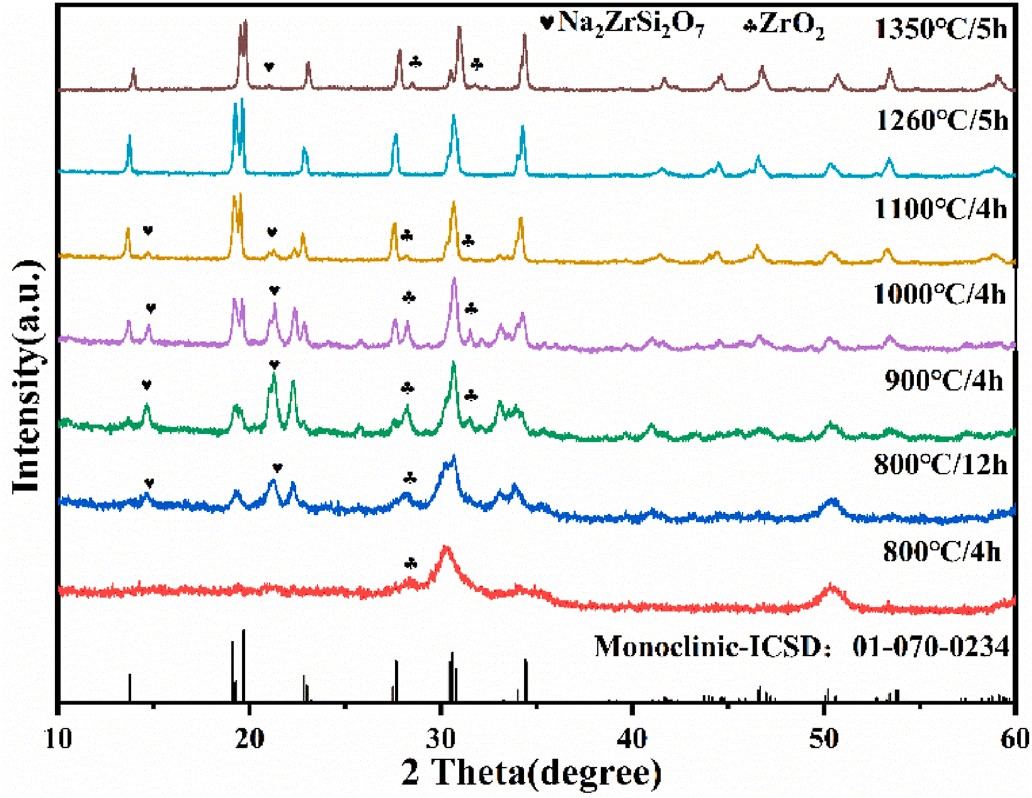 ♥Na₂ZrSi₂O₇ ♣ZrO₂ 1350℃/5h
1260℃/5h
1100℃/4h
1000℃/4h
900℃/4h
800℃/12h
800℃/4h
Monoclinic-ICSD：01-070-0234
Intensity(a.u.)
10 20 30 40 50 60
2 Theta(degree)